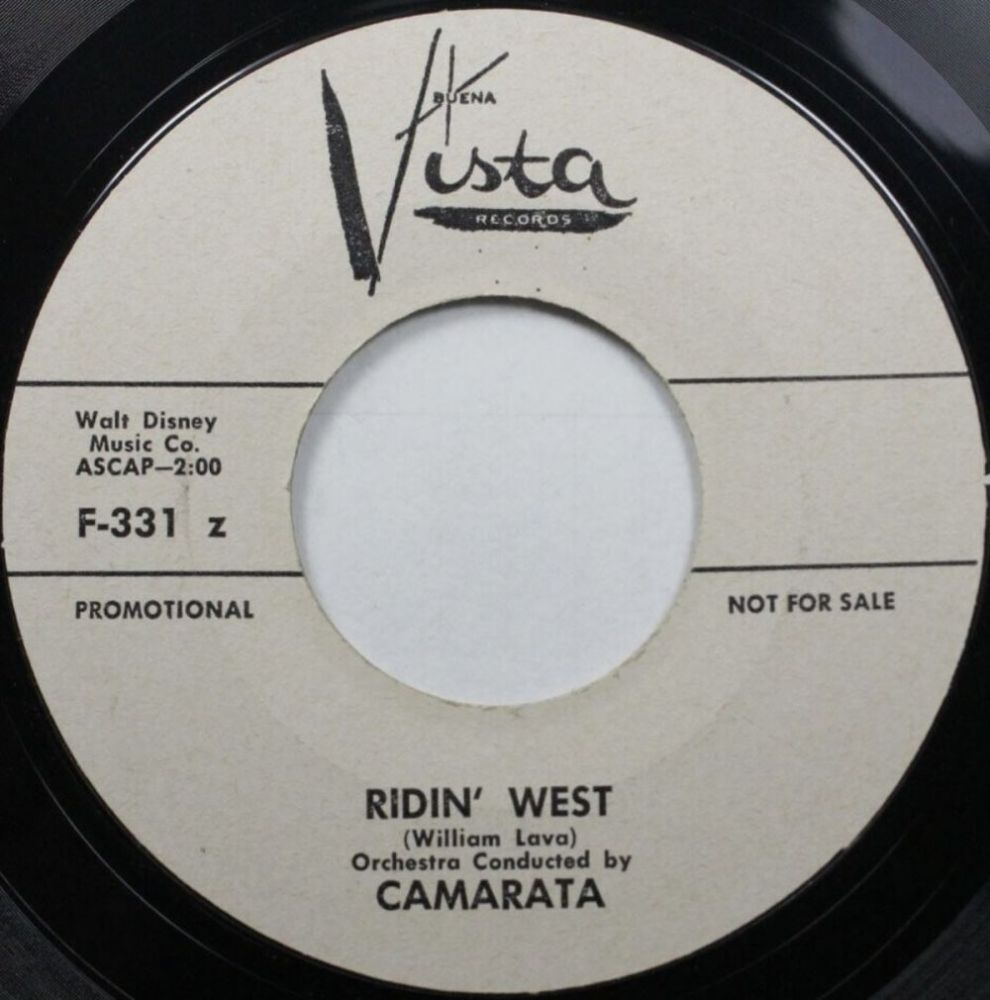 BUENA
Vista
RECORDS
Walt Disney
Music Co.
ASCAP—2:00
F-331 z
PROMOTIONAL
NOT FOR SALE
RIDIN' WEST
(William Lava)
Orchestra Conducted by
CAMARATA